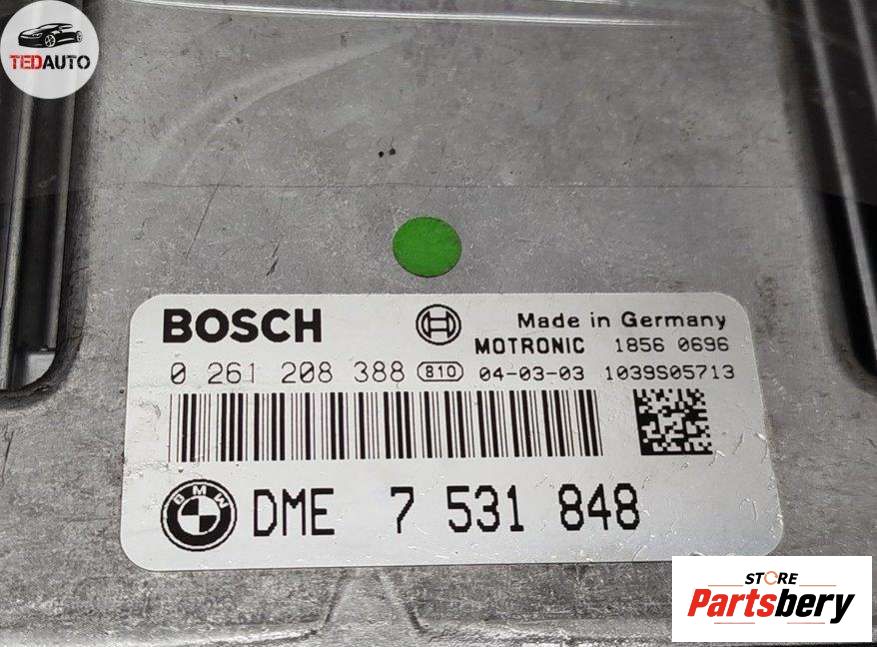 TEDAUTO
BOSCH
Made in Germany
MOTRONIC 1856 0696
0 261 208 388 810 04-03-03 1039S05713
BMW
DME 7 531 848
STORE
Partsbery